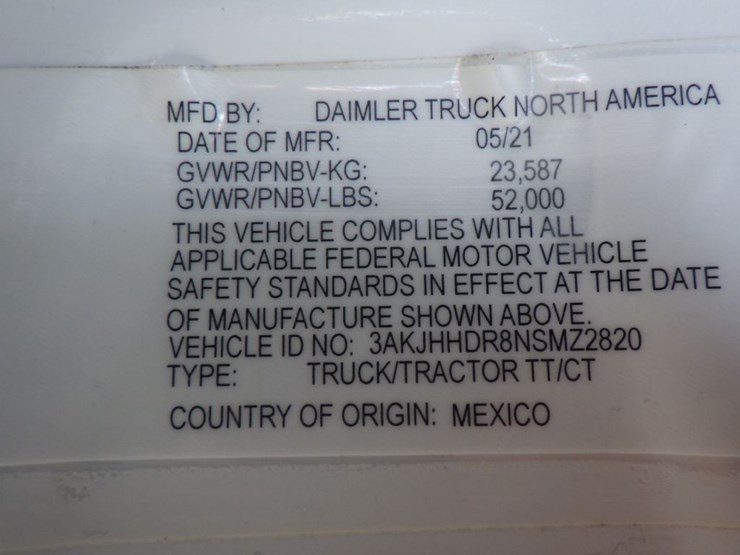 MFD BY: DAIMLER TRUCK NORTH AMERICA
DATE OF MFR: 05/21
GVWR/PNBV-KG: 23,587
GVWR/PNBV-LBS: 52,000
THIS VEHICLE COMPLIES WITH ALL
APPLICABLE FEDERAL MOTOR VEHICLE
SAFETY STANDARDS IN EFFECT AT THE DATE
OF MANUFACTURE SHOWN ABOVE.
VEHICLE ID NO: 3AKJHHDR8NSMZ2820
TYPE: TRUCK/TRACTOR TT/CT
COUNTRY OF ORIGIN: MEXICO